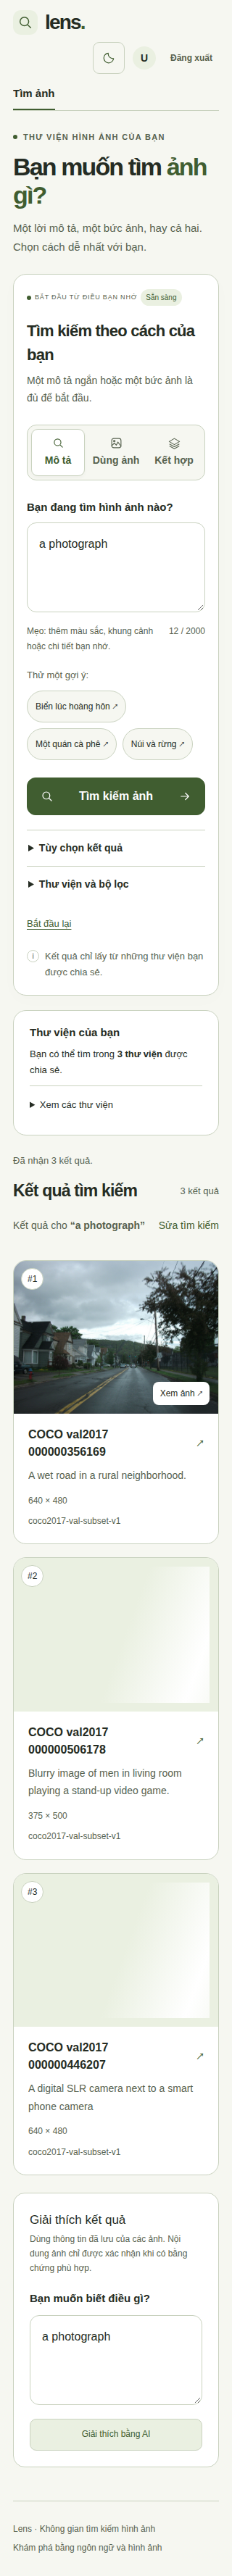 lens.
U
Đăng xuất
Tìm ảnh
THƯ VIỆN HÌNH ẢNH CỦA BẠN
Bạn muốn tìm ảnh
gì?
Một lời mô tả, một bức ảnh, hay cả hai.
Chọn cách dễ nhất với bạn.
BẮT ĐẦU TỪ ĐIỀU BẠN NHỚ Sẵn sàng
Tìm kiếm theo cách của
bạn
Một mô tả ngắn hoặc một bức ảnh là
đủ để bắt đầu.
Mô tả
Dùng ảnh
Kết hợp
Bạn đang tìm hình ảnh nào?
a photograph
Mẹo: thêm màu sắc, khung cảnh 12 / 2000
hoặc chi tiết bạn nhớ.
Thử một gợi ý:
Biển lúc hoàng hôn ↗
Một quán cà phê ↗ Núi và rừng ↗
Tìm kiếm ảnh →
▶ Tùy chọn kết quả
▶ Thư viện và bộ lọc
Bắt đầu lại
i Kết quả chỉ lấy từ những thư viện bạn
được chia sẻ.
Thư viện của bạn
Bạn có thể tìm trong 3 thư viện được
chia sẻ.
▶ Xem các thư viện
Đã nhận 3 kết quả.
Kết quả tìm kiếm 3 kết quả
Kết quả cho “a photograph” Sửa tìm kiếm
#1
Xem ảnh ↗
COCO val2017
000000356169 ↗
A wet road in a rural neighborhood.
640 × 480
coco2017-val-subset-v1
#2
COCO val2017
000000506178 ↗
Blurry image of men in living room
playing a stand-up video game.
375 × 500
coco2017-val-subset-v1
#3
COCO val2017
000000446207 ↗
A digital SLR camera next to a smart
phone camera
640 × 480
coco2017-val-subset-v1
Giải thích kết quả
Dùng thông tin đã lưu của các ảnh. Nội
dung ảnh chỉ được xác nhận khi có bằng
chứng phù hợp.
Bạn muốn biết điều gì?
a photograph
Giải thích bằng AI
Lens · Không gian tìm kiếm hình ảnh
Khám phá bằng ngôn ngữ và hình ảnh